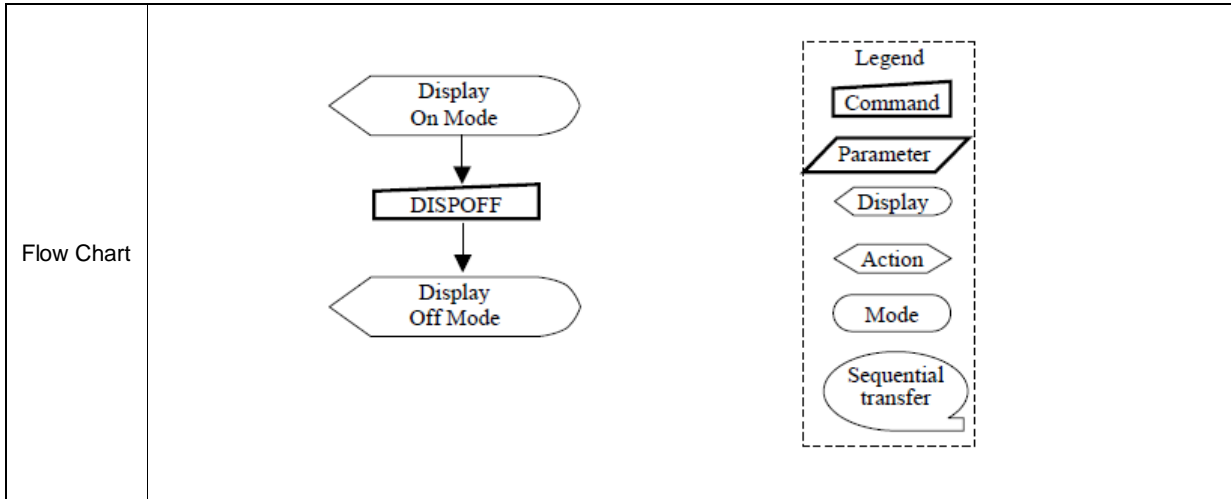 Flow Chart
Display
On Mode
DISPOFF
Display
Off Mode
Legend
Command
Parameter
Display
Action
Mode
Sequential
transfer